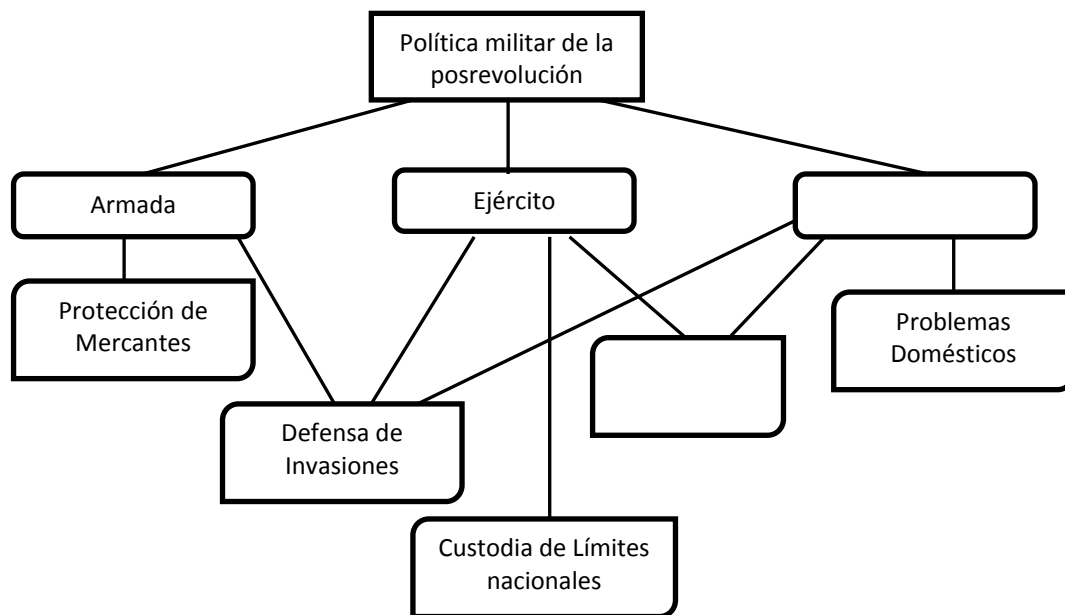 Política militar de la
posrevolución
Armada
Ejército
Protección de
Mercantes
Problemas
Domésticos
Defensa de
Invasiones
Custodia de Límites
nacionales